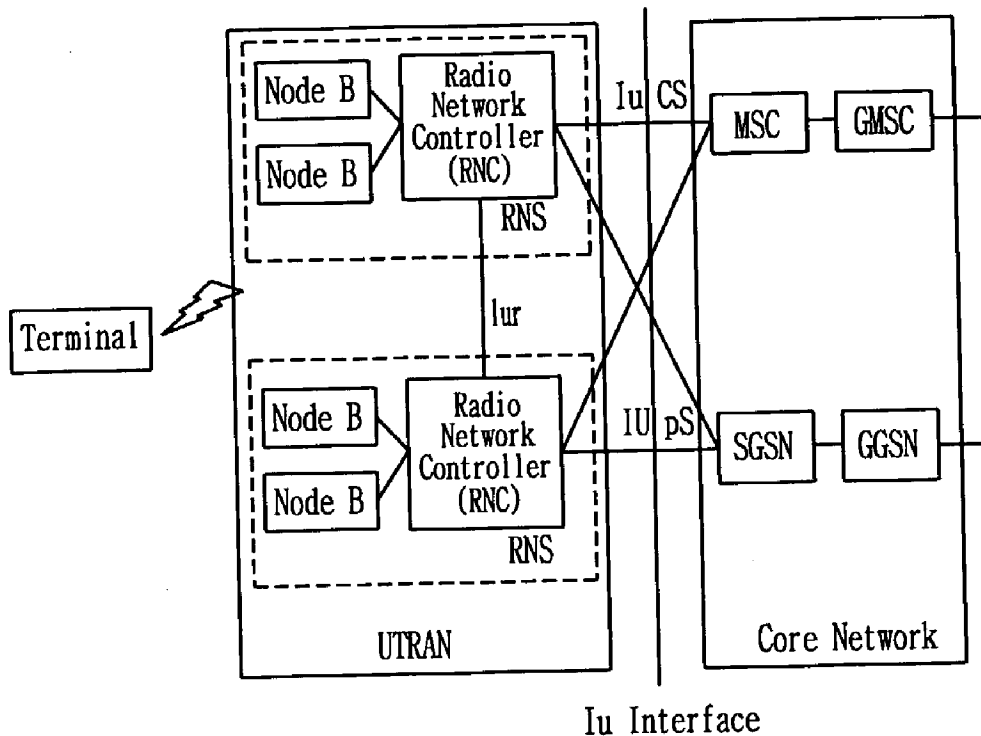 Node B
Node B
Radio
Network
Controller
(RNC)
RNS
Iu CS
MSC
GMSC
Terminal
Iur
Node B
Node B
Radio
Network
Controller
(RNC)
RNS
IU pS
SGSN
GGSN
UTRAN
Core Network
Iu Interface